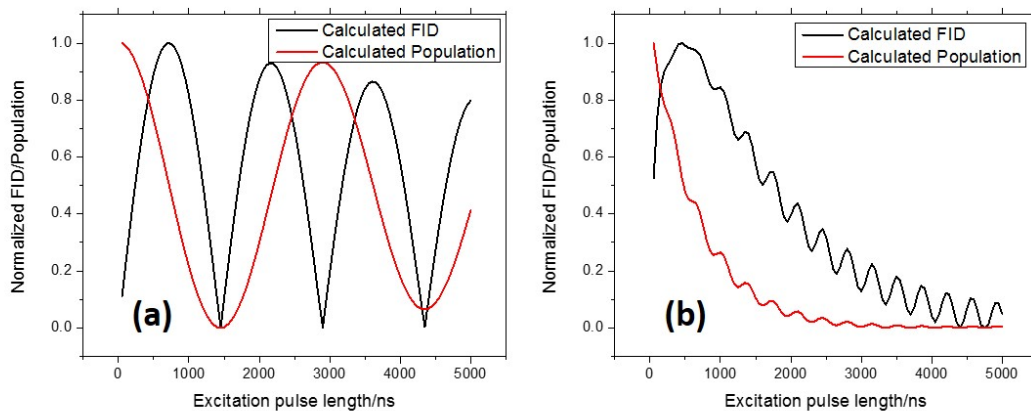 Calculated FID
Calculated Population
1.0
0.8
0.6
0.4
0.2
0.0
Normalized FID/Population
(a)
0
1000
2000
3000
4000
5000
Excitation pulse length/ns
Calculated FID
Calculated Population
1.0
0.8
0.6
0.4
0.2
0.0
Normalized FID/Population
(b)
0
1000
2000
3000
4000
5000
Excitation pulse length/ns